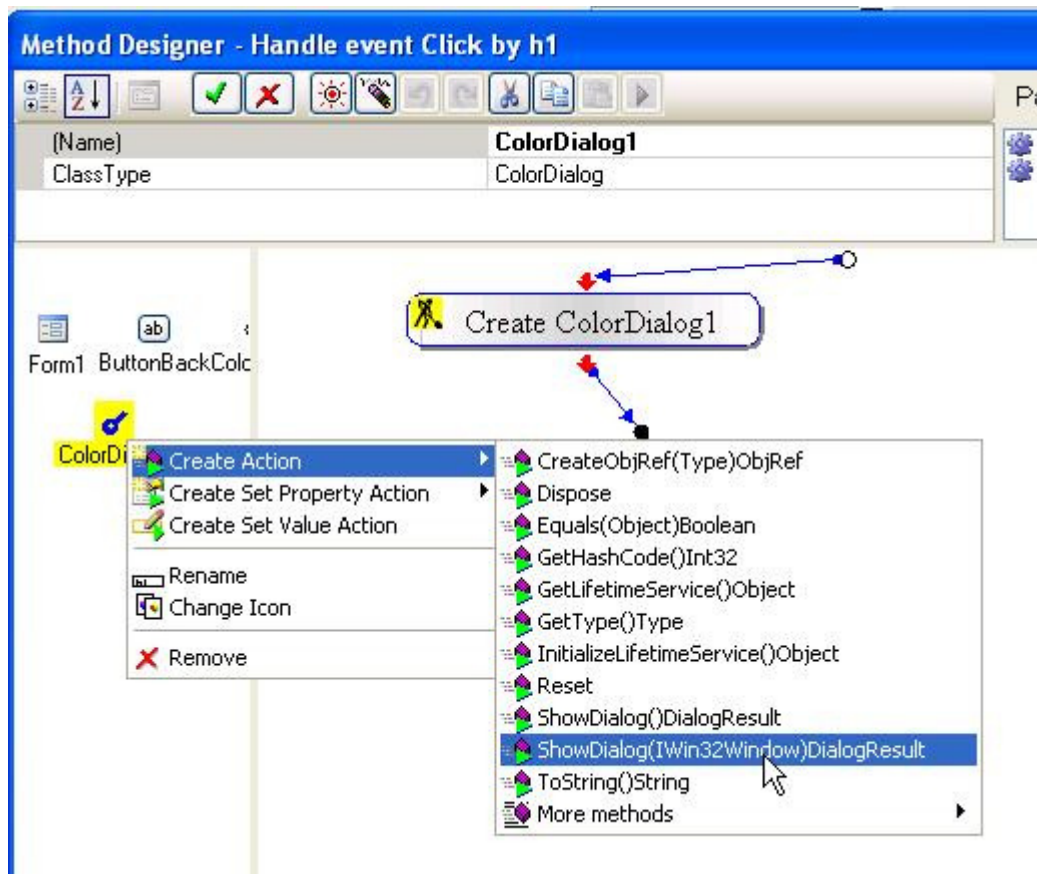 Method Designer - Handle event Click by h1
(Name) ColorDialog1
ClassType ColorDialog
Create ColorDialog1
Form1 ButtonBackColo
ColorDi
Create Action
Create Set Property Action
Create Set Value Action
Rename
Change Icon
Remove
CreateObjRef(Type)ObjRef
Dispose
Equals(Object)Boolean
GetHashCode()Int32
GetLifetimeService()Object
GetType()Type
InitializeLifetimeService()Object
Reset
ShowDialog()DialogResult
ShowDialog(IWin32Window)DialogResult
ToString()String
More methods